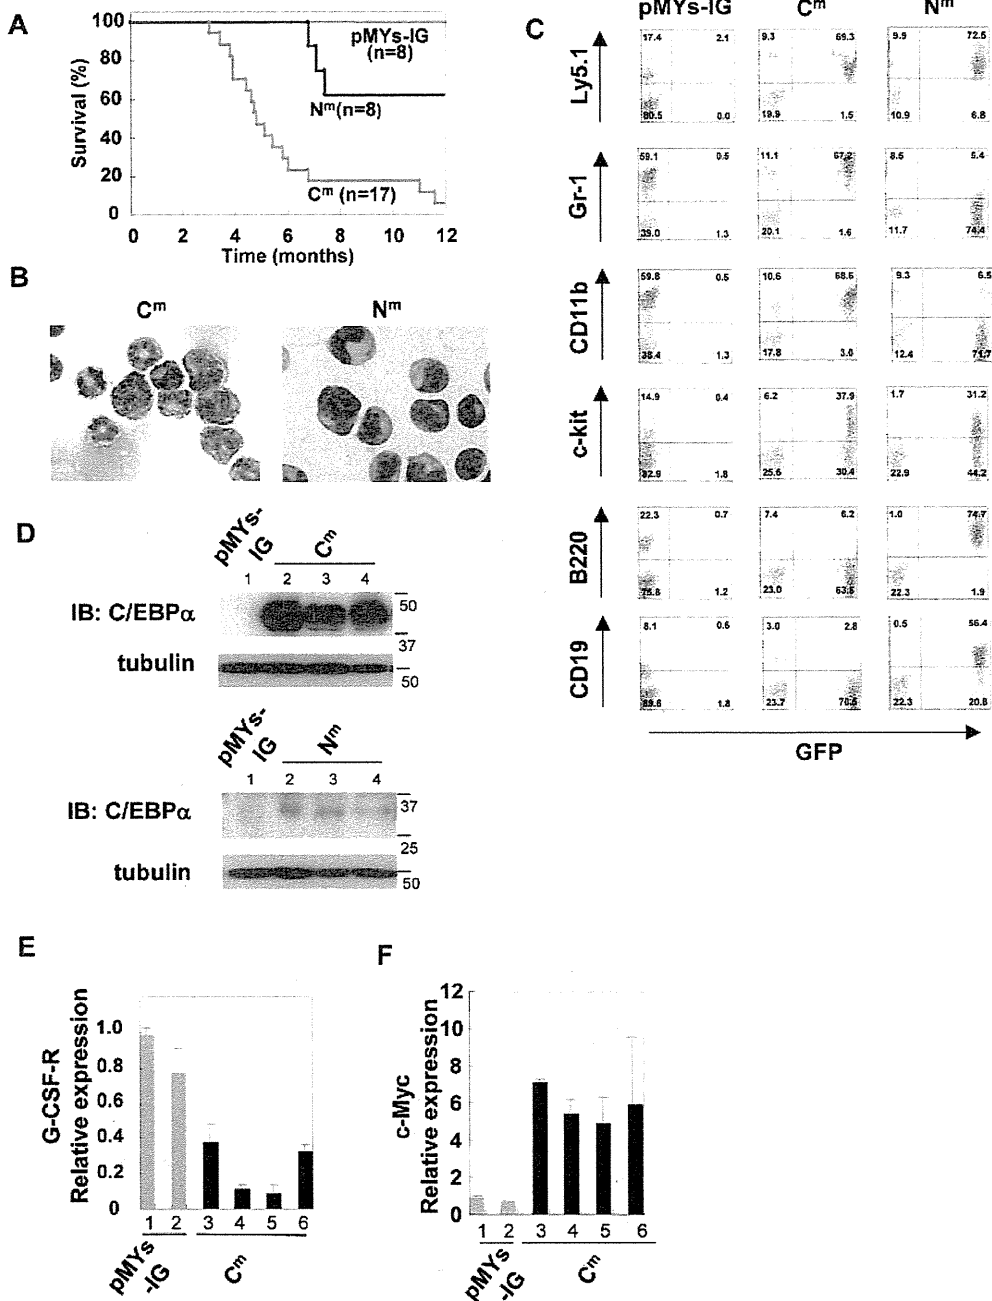 A
Survival (%)
100
80
60
40
20
0
pMYs-IG
(n=8)
Nᵐ(n=8)
Cᵐ (n=17)
0 2 4 6 8 10 12
Time (months)
B
Cᵐ Nᵐ
C
pMYs-IG Cᵐ Nᵐ
Ly5.1
17.4 2.1 9.3 69.3 9.9 72.5
80.5 0.0 19.9 1.5 10.9 6.8
Gr-1
59.1 0.5 11.1 67.2 8.5 5.4
39.0 1.3 20.1 1.6 11.7 74.4
CD11b
59.8 0.5 10.6 68.6 9.3 6.5
38.4 1.3 17.8 3.0 12.4 71.7
c-kit
14.9 0.4 6.2 37.9 1.7 31.2
82.9 1.8 25.6 30.4 22.9 44.2
B220
22.3 0.7 7.4 6.2 1.0 74.7
75.8 1.2 23.0 63.5 22.3 1.9
CD19
8.1 0.6 3.0 2.8 0.5 56.4
89.6 1.8 23.7 70.5 22.3 20.8
GFP
D
pMYs-
IG
Cᵐ
1 2 3 4
IB: C/EBPα
50
37
tubulin
50
pMYs-
IG
Nᵐ
1 2 3 4
IB: C/EBPα
37
25
tubulin
50
E
G-CSF-R
Relative expression
1.0
0.8
0.6
0.4
0.2
0
1 2 3 4 5 6
pMYs
-IG
Cᵐ
F
c-Myc
Relative expression
12
10
8
6
4
2
0
1 2 3 4 5 6
pMYs
-IG
Cᵐ